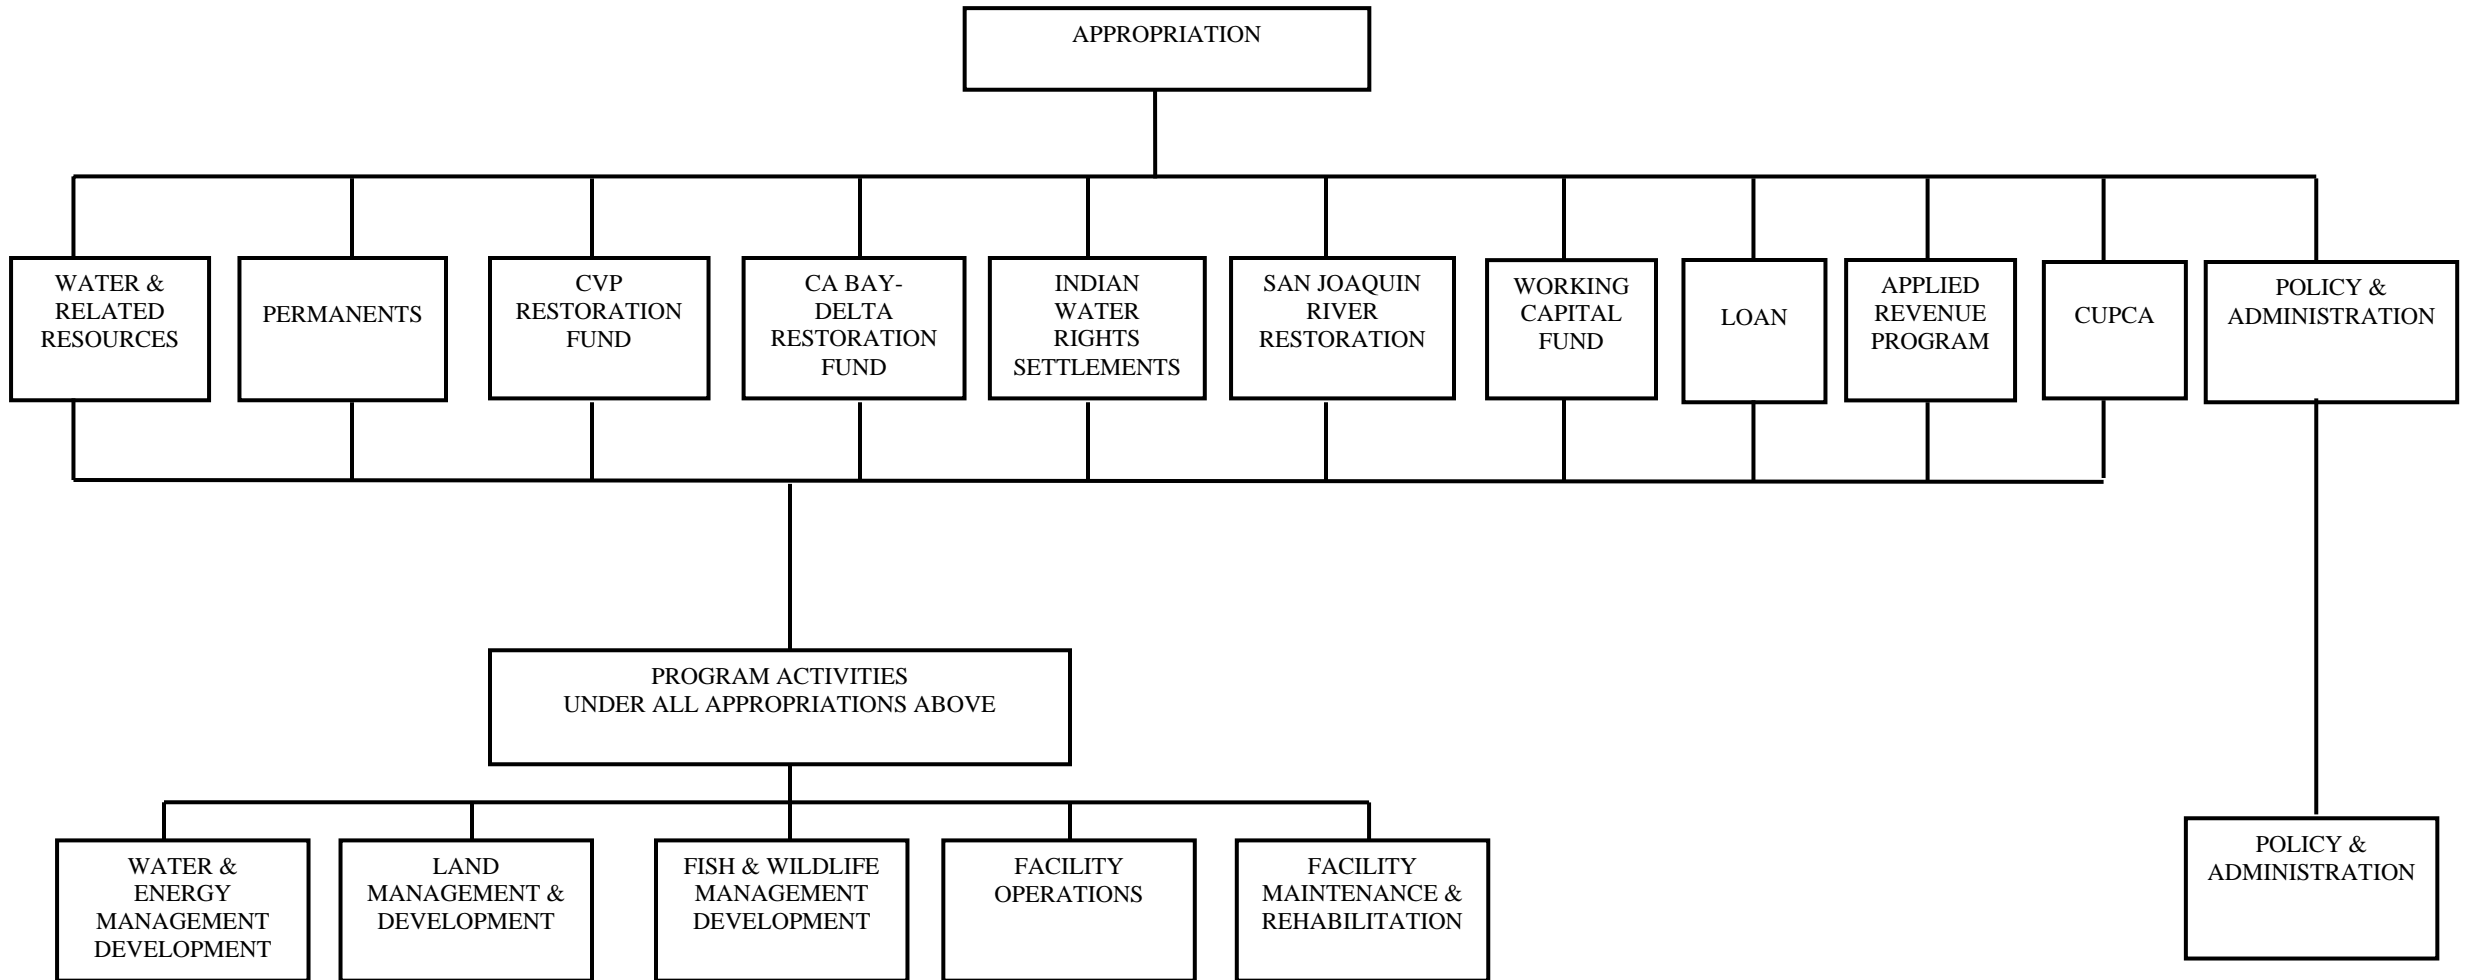 APPROPRIATION
WATER &
RELATED
RESOURCES
PERMANENTS
CVP
RESTORATION
FUND
CA BAY-
DELTA
RESTORATION
FUND
INDIAN
WATER
RIGHTS
SETTLEMENTS
SAN JOAQUIN
RIVER
RESTORATION
WORKING
CAPITAL
FUND
LOAN
APPLIED
REVENUE
PROGRAM
CUPCA
POLICY &
ADMINISTRATION
PROGRAM ACTIVITIES
UNDER ALL APPROPRIATIONS ABOVE
WATER &
ENERGY
MANAGEMENT
DEVELOPMENT
LAND
MANAGEMENT &
DEVELOPMENT
FISH & WILDLIFE
MANAGEMENT
DEVELOPMENT
FACILITY
OPERATIONS
FACILITY
MAINTENANCE &
REHABILITATION
POLICY &
ADMINISTRATION